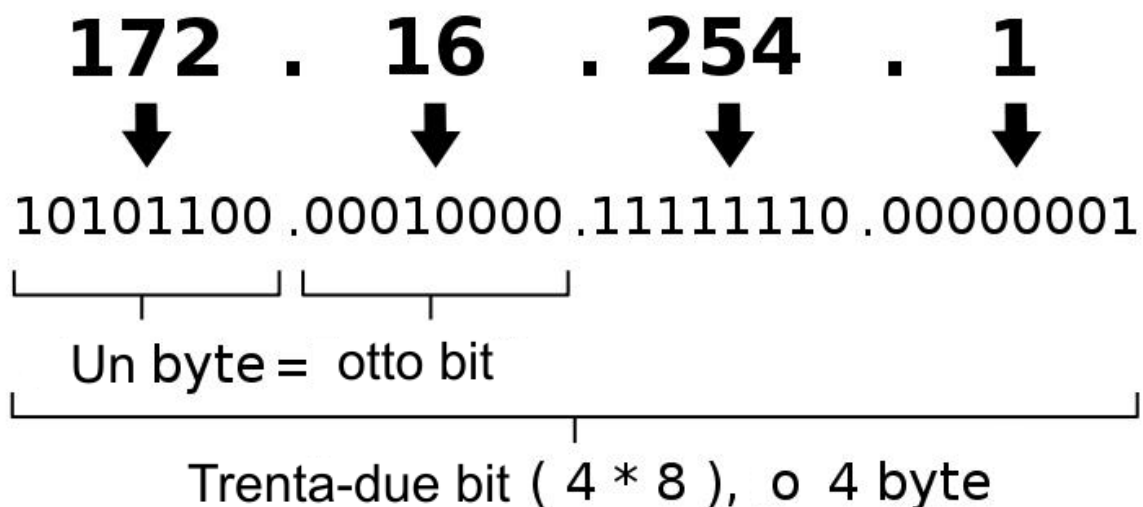 172 . 16 . 254 . 1
10101100 .00010000 .11111110 .00000001
Un byte = otto bit
Trenta-due bit ( 4 * 8 ), o 4 byte